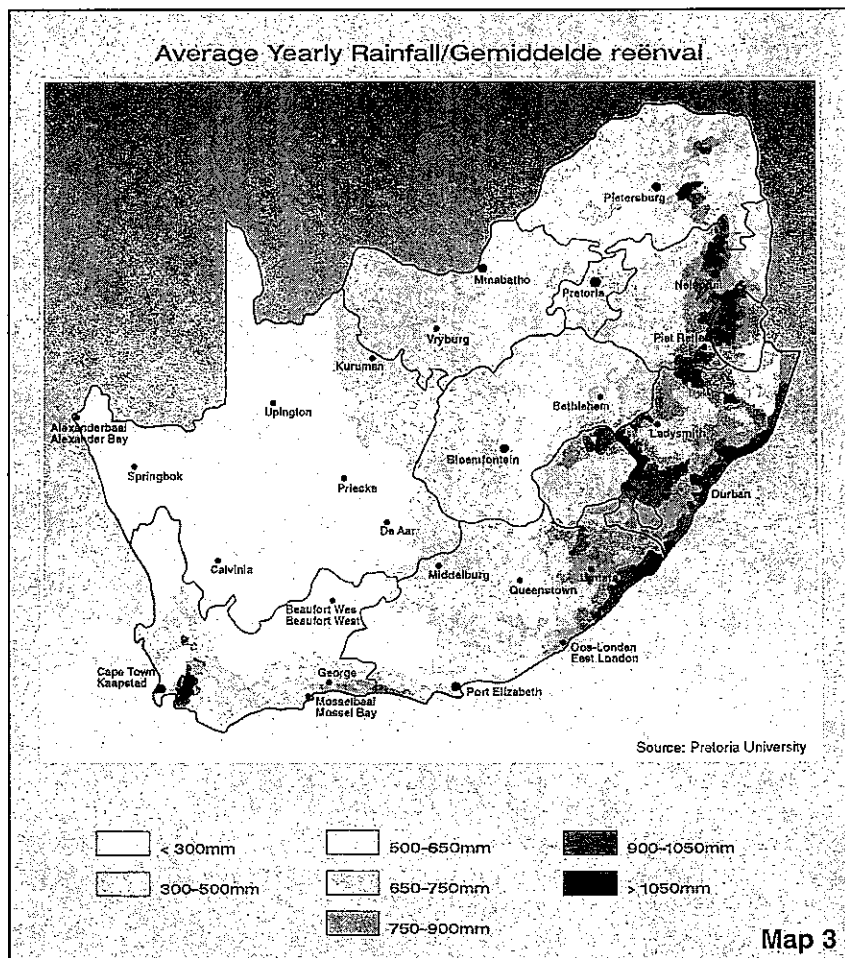 Average Yearly Rainfall/Gemiddelde reënval
Pietersburg
Mmabatho
Pretoria
Nelspruit
Vryburg
Piet Retief
Kuruman
Upington
Bethlehem
Alexanderbaai
Alexander Bay
Ladysmith
Bloemfontein
Springbok
Priecka
Durban
De Aar
Calvinia
Middelburg
Queenstown
Beaufort Wes
Beaufort West
Oos-Londen
East London
Cape Town
Kaapstad
George
Port Elizabeth
Mosselbaai
Mossel Bay
Source: Pretoria University
< 300mm
500-650mm
900-1050mm
300-500mm
650-750mm
> 1050mm
750-900mm
Map 3